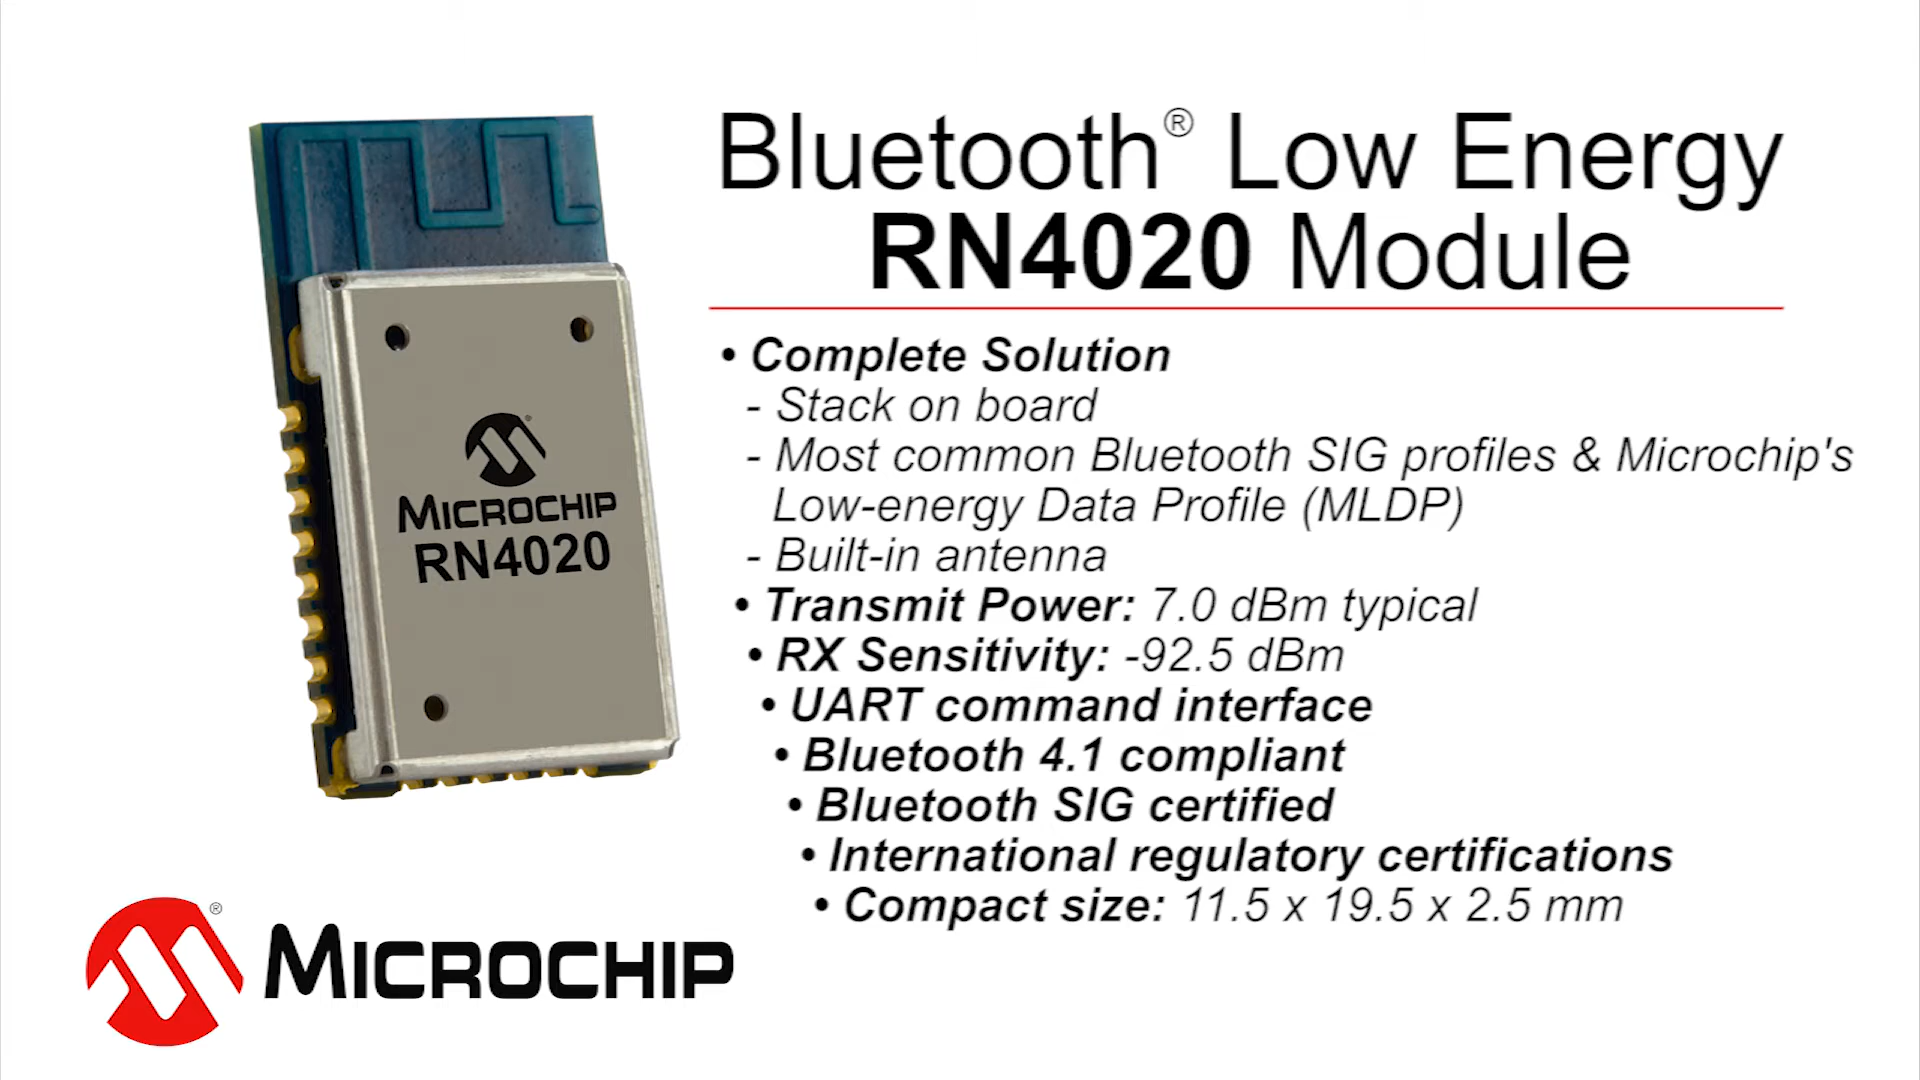 Bluetooth® Low Energy
RN4020 Module
• Complete Solution
- Stack on board
- Most common Bluetooth SIG profiles & Microchip's
Low-energy Data Profile (MLDP)
- Built-in antenna
• Transmit Power: 7.0 dBm typical
• RX Sensitivity: -92.5 dBm
• UART command interface
• Bluetooth 4.1 compliant
• Bluetooth SIG certified
• International regulatory certifications
• Compact size: 11.5 x 19.5 x 2.5 mm
MICROCHIP
RN4020
® MICROCHIP